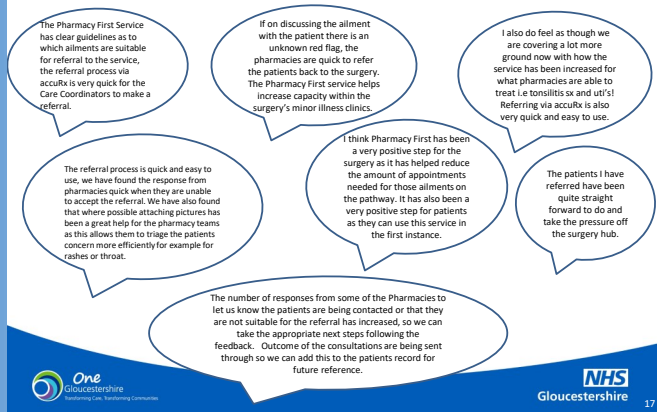 The Pharmacy First Service
has clear guidelines as to
which ailments are suitable
for referral to the service,
the referral process via
accuRx is very quick for the
Care Coordinators to make a
referral.
If on discussing the ailment
with the patient there is an
unknown red flag, the
pharmacies are quick to refer
the patients back to the surgery.
The Pharmacy First service helps
increase capacity within the
surgery's minor illness clinics.
I also do feel as though we
are covering a lot more
ground now with how the
service has been increased for
what pharmacies are able to
treat i.e tonsilitis sx and uti's!
Referring via accuRx is also
very quick and easy to use.
The referral process is quick and easy to
use, we have found the response from
pharmacies quick when they are unable
to accept the referral. We have also found
that where possible attaching pictures has
been a great help for the pharmacy teams
as this allows them to triage the patients
concern more efficiently for example for
rashes or throat.
I think Pharmacy First has been
a very positive step for the
surgery as it has helped reduce
the amount of appointments
needed for those ailments on
the pathway. It has also been a
very positive step for patients
as they can use this service in
the first instance.
The patients I have
referred have been
quite straight
forward to do and
take the pressure off
the surgery hub.
The number of responses from some of the Pharmacies to
let us know the patients are being contacted or that they
are not suitable for the referral has increased, so we can
take the appropriate next steps following the
feedback. Outcome of the consultations are being sent
through so we can add this to the patients record for
future reference.
One
Gloucestershire
Transforming Care, Transforming Communities
NHS
Gloucestershire
17